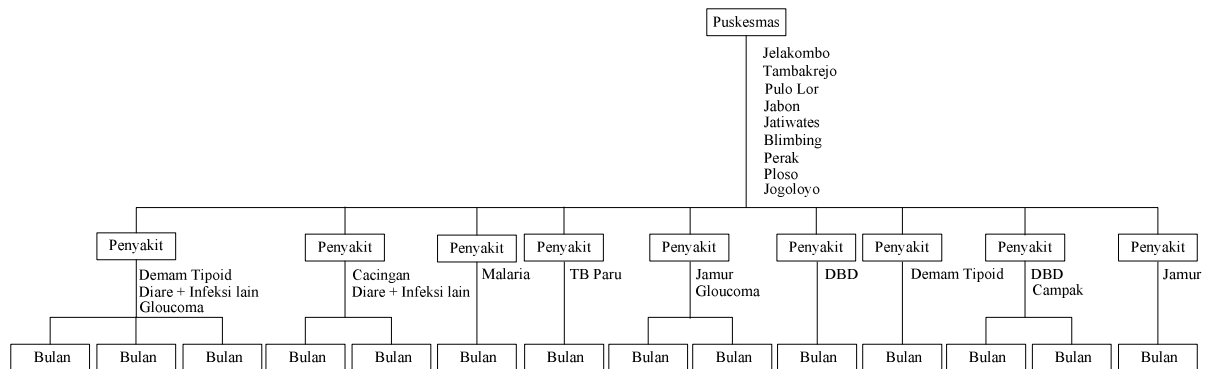 Puskesmas
Jelakombo
Tambakrejo
Pulo Lor
Jabon
Jatiwates
Blimbing
Perak
Ploso
Jogoloyo
Penyakit
Penyakit
Penyakit
Penyakit
Penyakit
Penyakit
Penyakit
Penyakit
Penyakit
Demam Tipoid
Diare + Infeksi lain
Gloucoma
Cacingan
Diare + Infeksi lain
Malaria
TB Paru
Jamur
Gloucoma
DBD
Demam Tipoid
DBD
Campak
Jamur
Bulan
Bulan
Bulan
Bulan
Bulan
Bulan
Bulan
Bulan
Bulan
Bulan
Bulan
Bulan
Bulan
Bulan